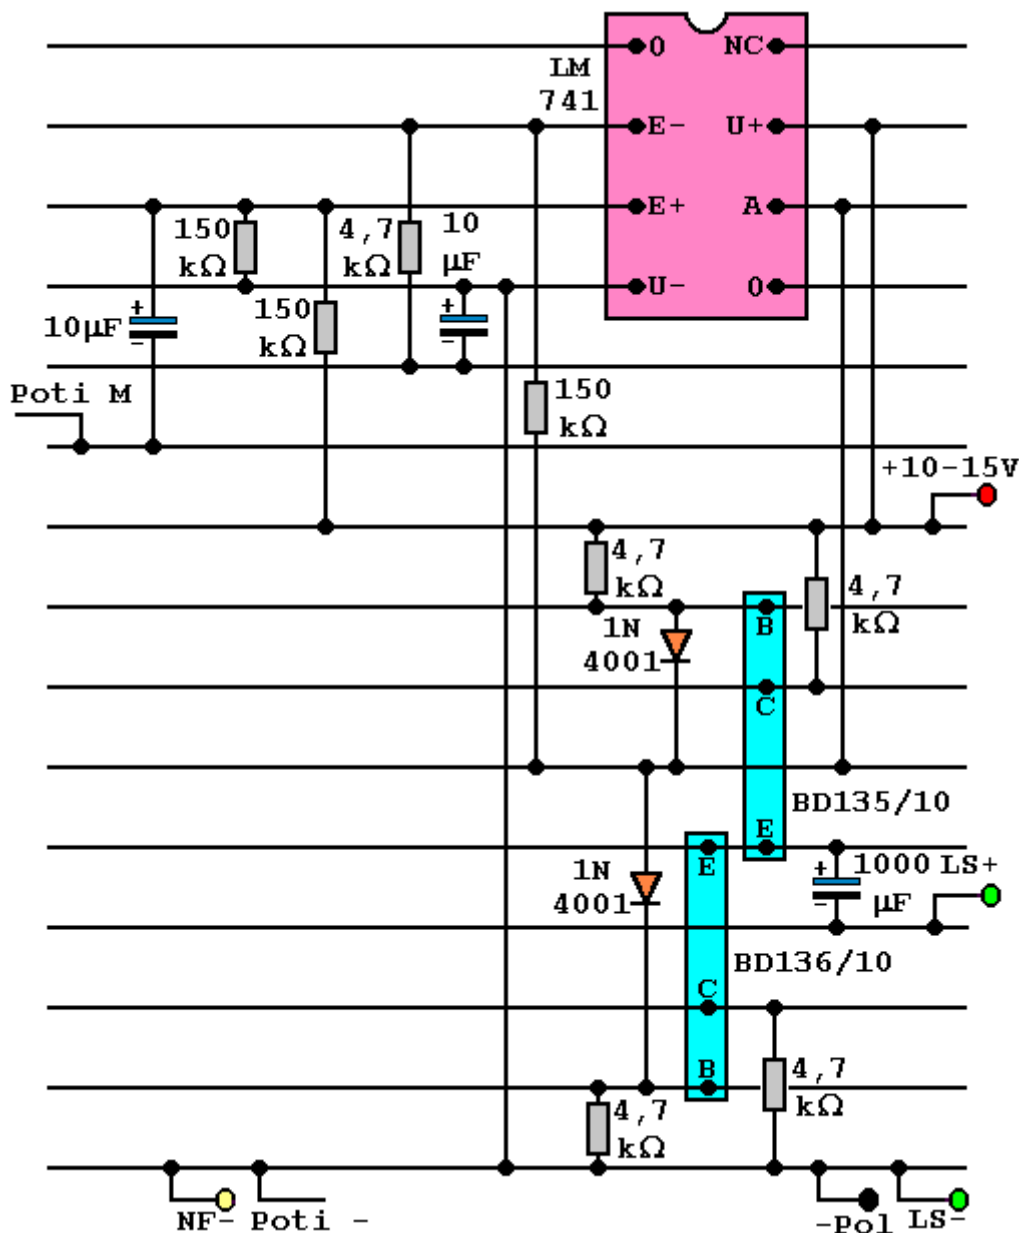 0 NC
LM
741
E- U+
E+ A
U- 0
150
kΩ
4,7
kΩ
10
µF
10µF
150
kΩ
150
kΩ
Poti M
+10-15V
4,7
kΩ
4,7
kΩ
1N
4001
B
C
E
BD135/10
1N
4001
E
C
B
1000
µF
LS+
BD136/10
4,7
kΩ
4,7
kΩ
NF-
Poti -
-Pol
LS-
+
-
+
-
+
-